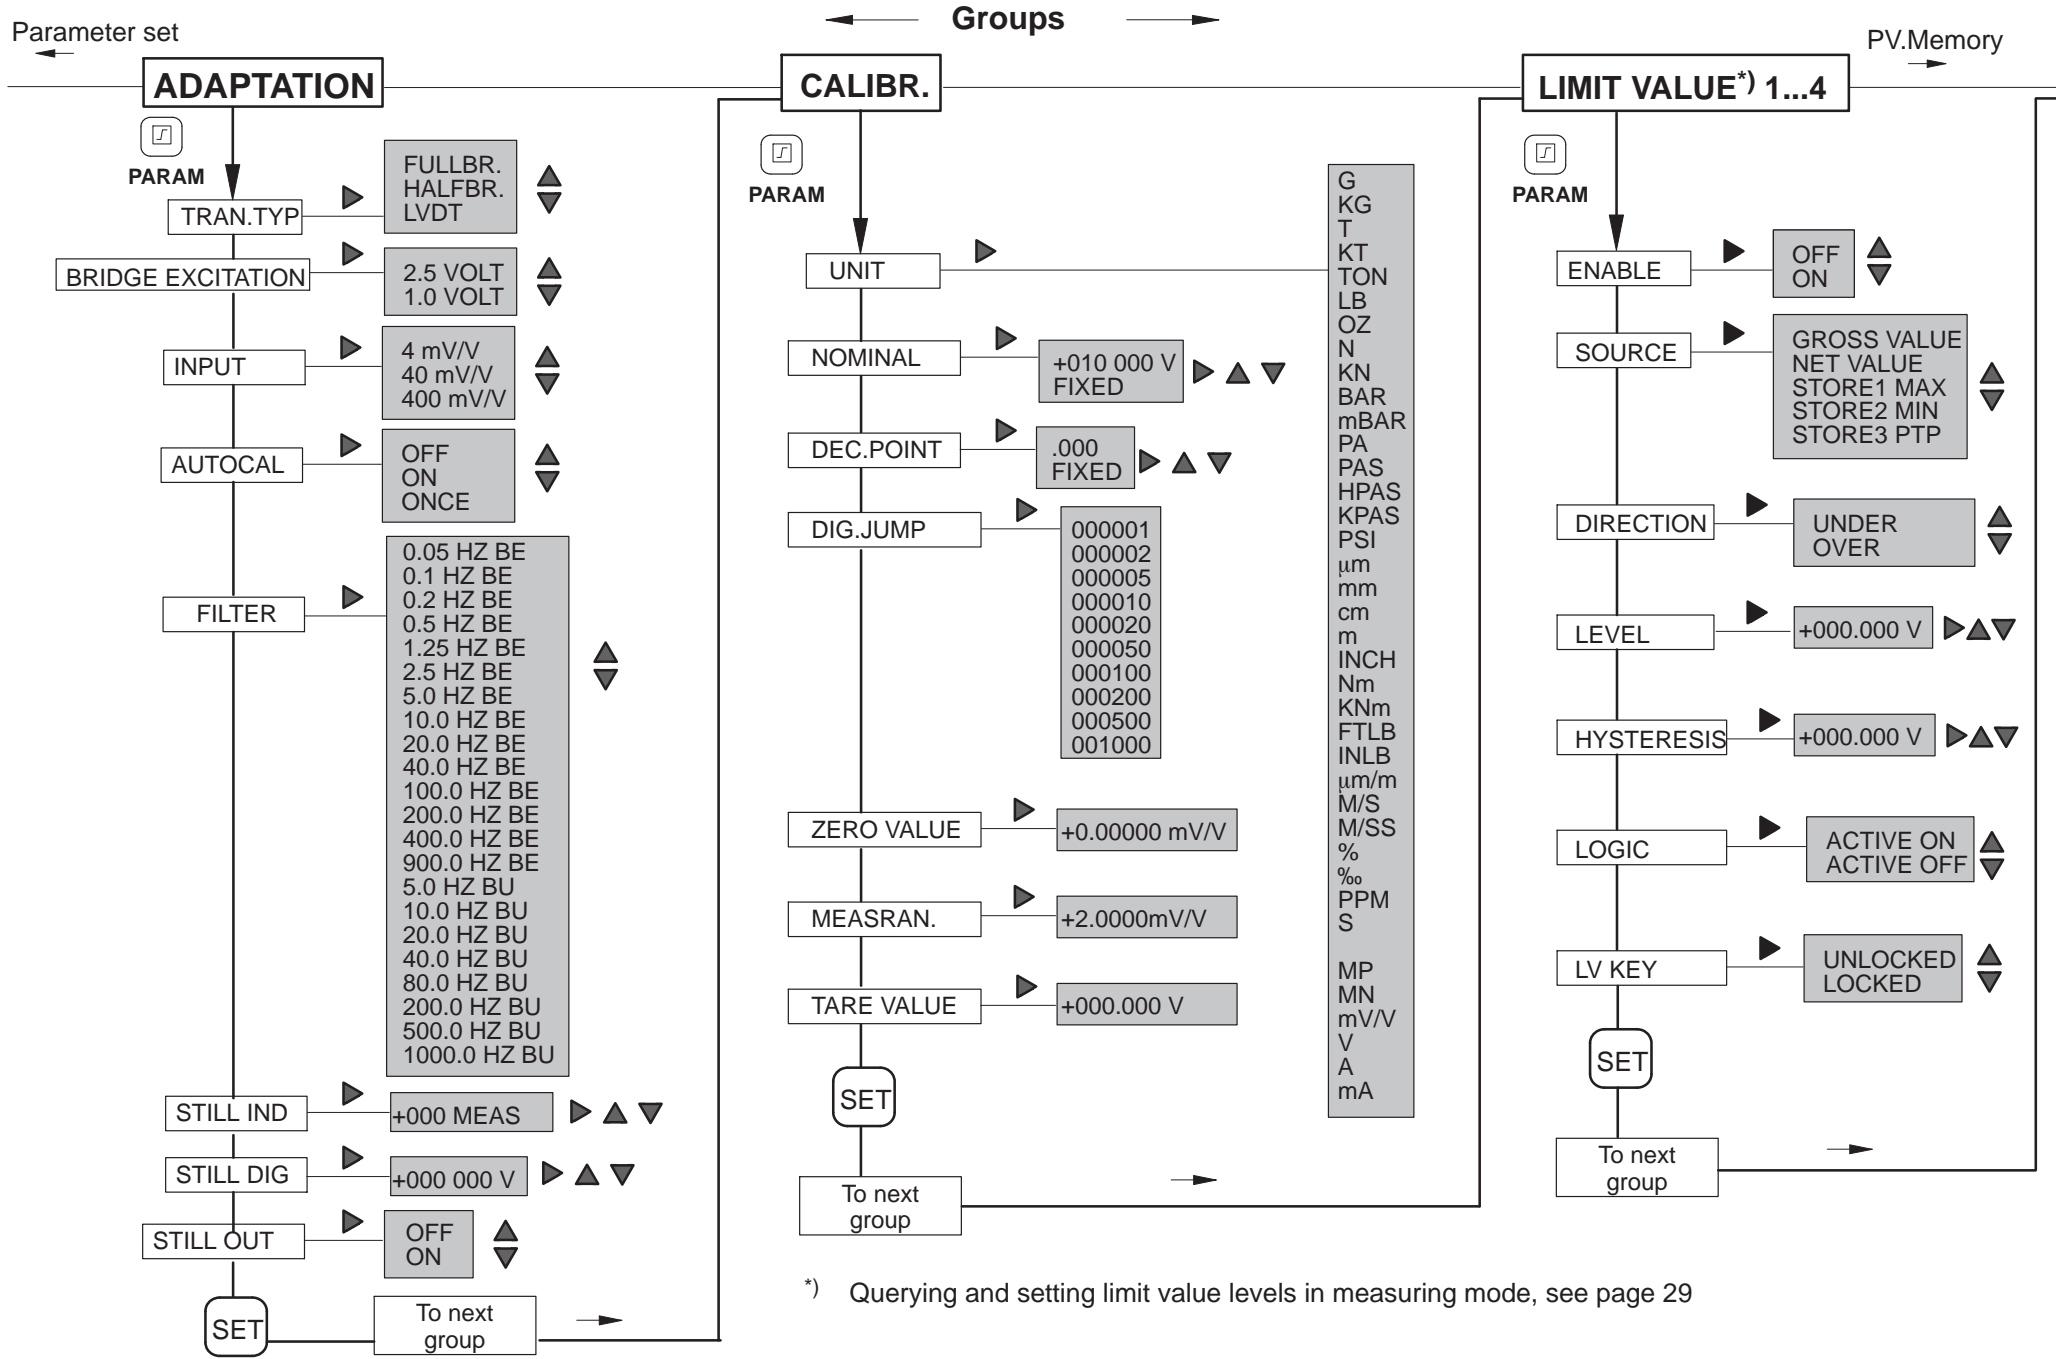 Groups
Parameter set
PV.Memory
ADAPTATION
PARAM
TRAN.TYP
FULLBR.
HALFBR.
LVDT
BRIDGE EXCITATION
2.5 VOLT
1.0 VOLT
INPUT
4 mV/V
40 mV/V
400 mV/V
AUTOCAL
OFF
ON
ONCE
FILTER
0.05 HZ BE
0.1 HZ BE
0.2 HZ BE
0.5 HZ BE
1.25 HZ BE
2.5 HZ BE
5.0 HZ BE
10.0 HZ BE
20.0 HZ BE
40.0 HZ BE
100.0 HZ BE
200.0 HZ BE
400.0 HZ BE
900.0 HZ BE
5.0 HZ BU
10.0 HZ BU
20.0 HZ BU
40.0 HZ BU
80.0 HZ BU
200.0 HZ BU
500.0 HZ BU
1000.0 HZ BU
STILL IND
+000 MEAS
STILL DIG
+000 000 V
STILL OUT
OFF
ON
SET
To next
group
CALIBR.
PARAM
UNIT
G
KG
T
KT
TON
LB
OZ
N
KN
BAR
mBAR
PA
PAS
HPAS
KPAS
PSI
µm
mm
cm
m
INCH
Nm
KNm
FTLB
INLB
µm/m
M/S
M/SS
%
‰
PPM
S
MP
MN
mV/V
V
A
mA
NOMINAL
+010 000 V
FIXED
DEC.POINT
.000
FIXED
DIG.JUMP
000001
000002
000005
000010
000020
000050
000100
000200
000500
001000
ZERO VALUE
+0.00000 mV/V
MEASRAN.
+2.0000mV/V
TARE VALUE
+000.000 V
SET
To next
group
LIMIT VALUE*) 1...4
PARAM
ENABLE
OFF
ON
SOURCE
GROSS VALUE
NET VALUE
STORE1 MAX
STORE2 MIN
STORE3 PTP
DIRECTION
UNDER
OVER
LEVEL
+000.000 V
HYSTERESIS
+000.000 V
LOGIC
ACTIVE ON
ACTIVE OFF
LV KEY
UNLOCKED
LOCKED
SET
To next
group
*) Querying and setting limit value levels in measuring mode, see page 29